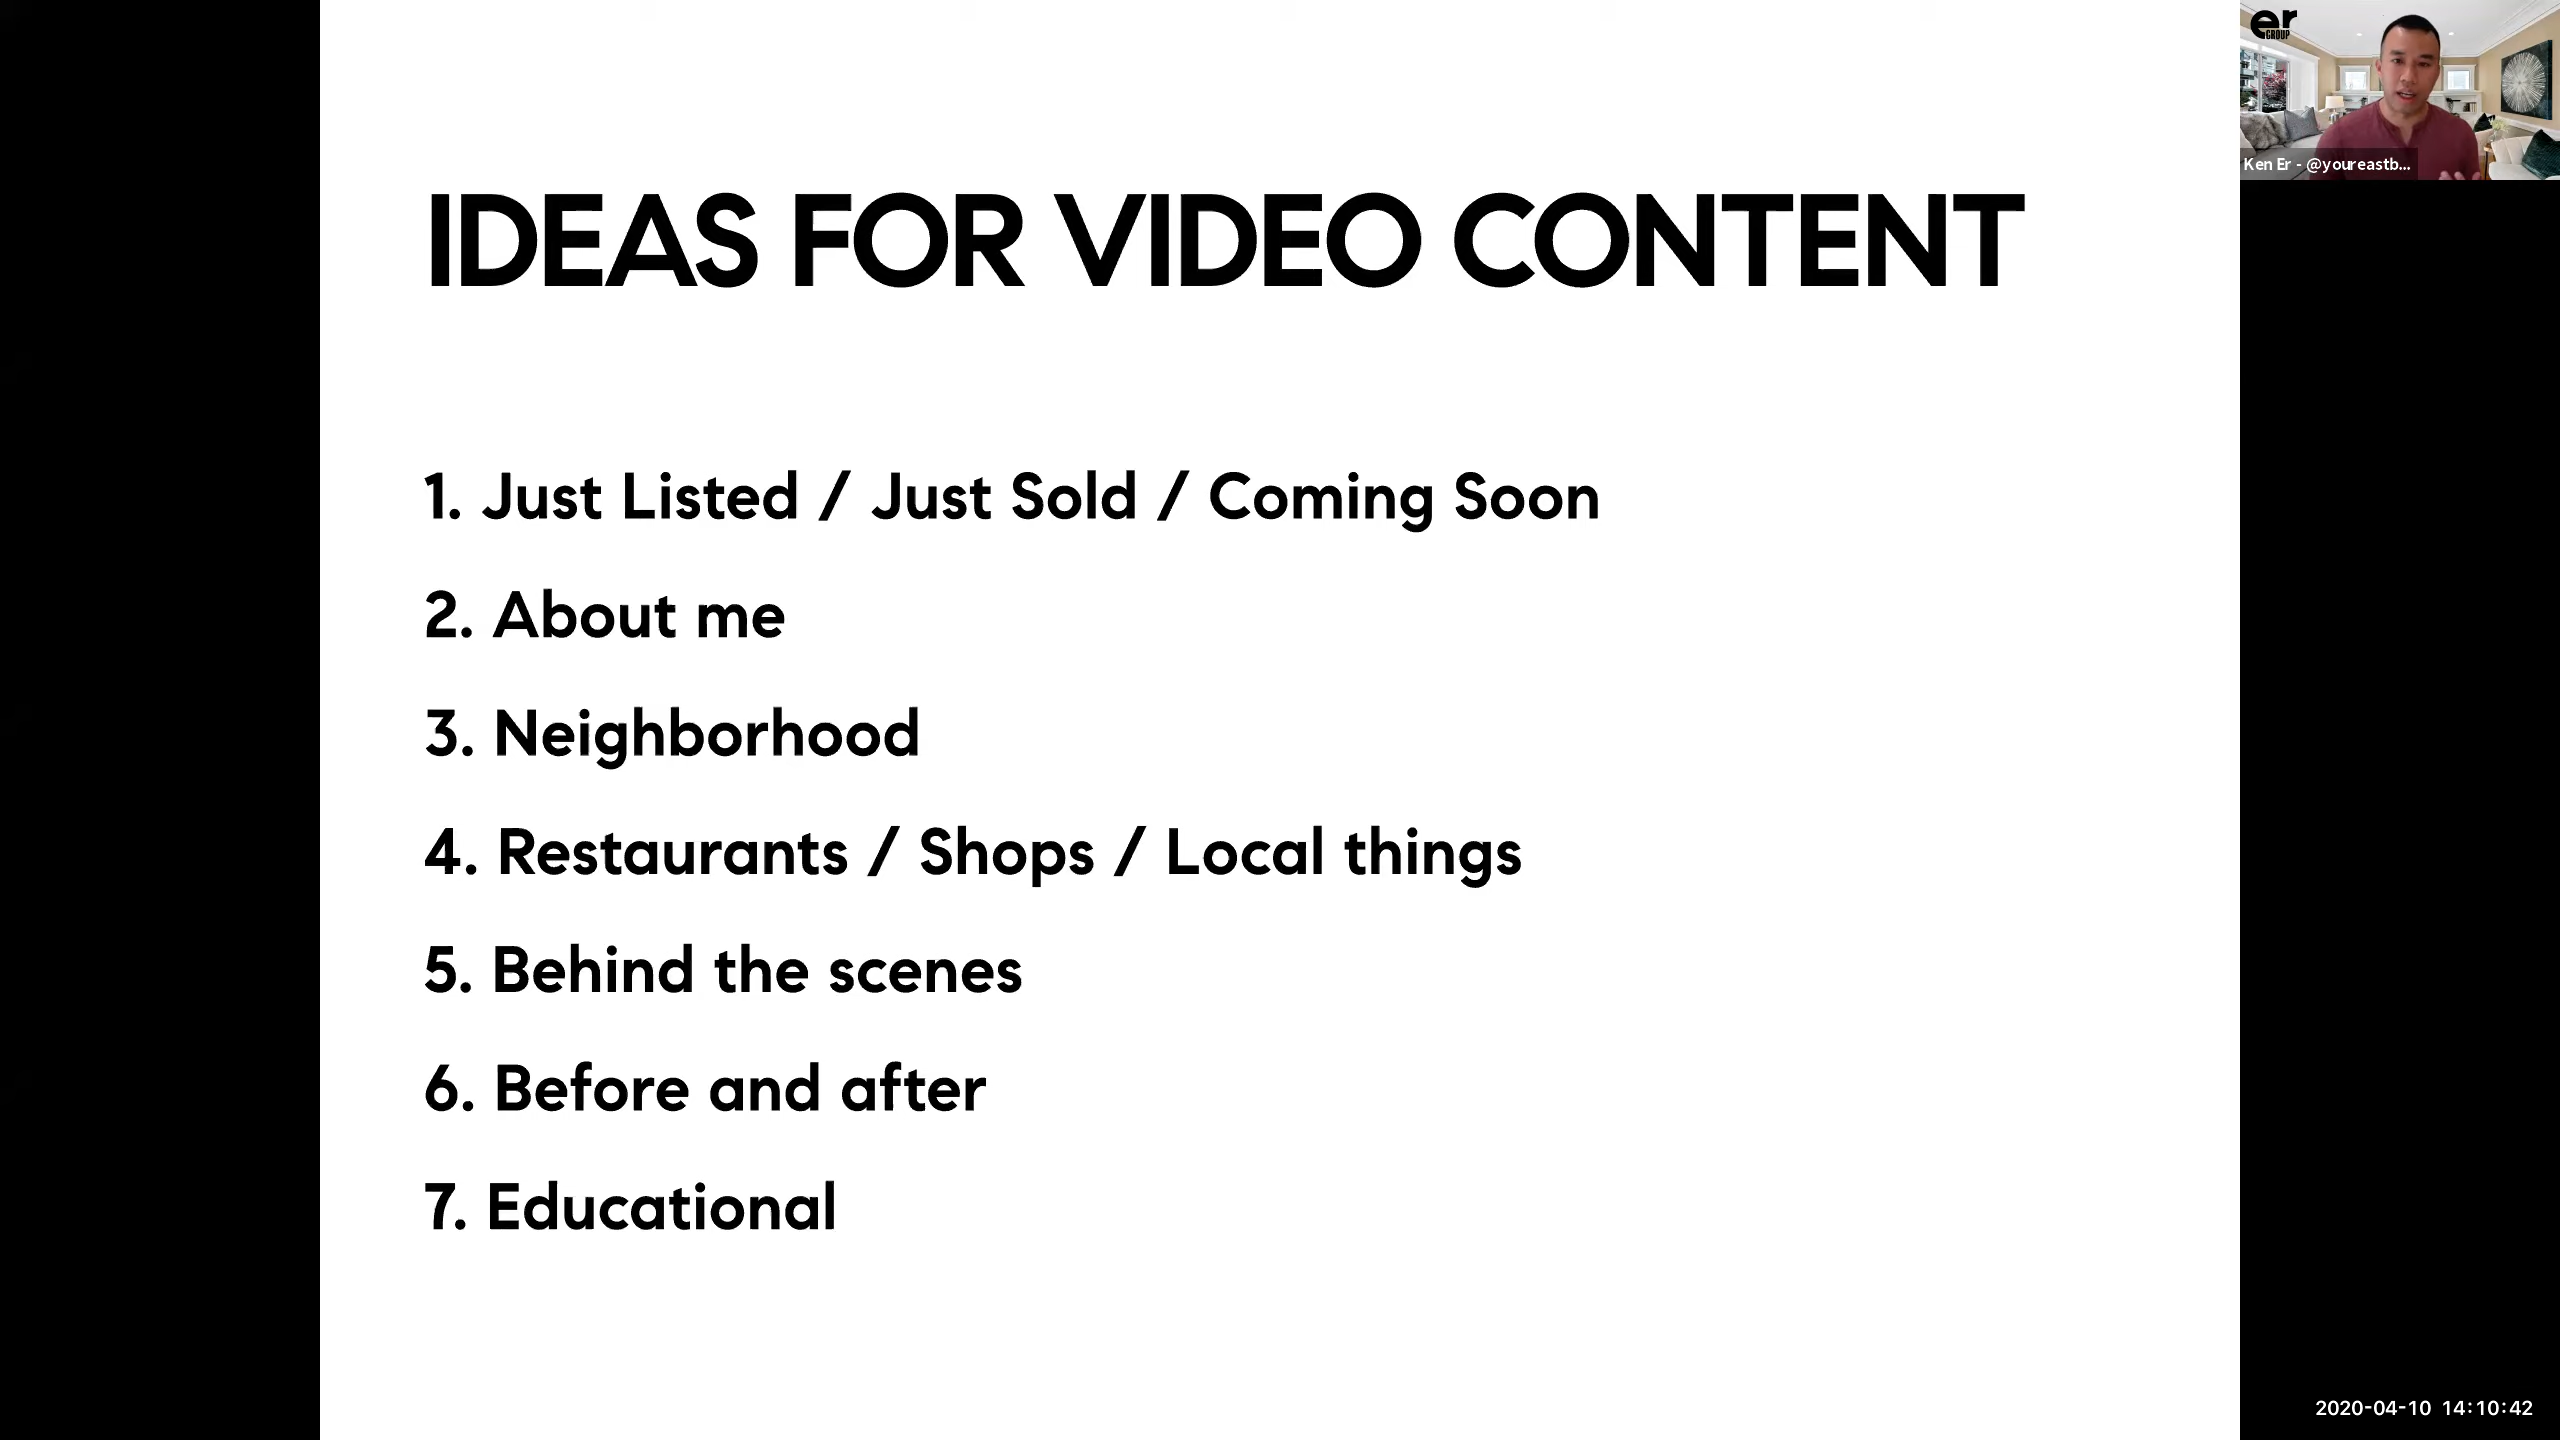 er
GROUP
IDEAS FOR VIDEO CONTENT
1. Just Listed / Just Sold / Coming Soon
2. About me
3. Neighborhood
4. Restaurants / Shops / Local things
5. Behind the scenes
6. Before and after
7. Educational
Ken Er - @youreastb...
2020-04-10 14:10:42